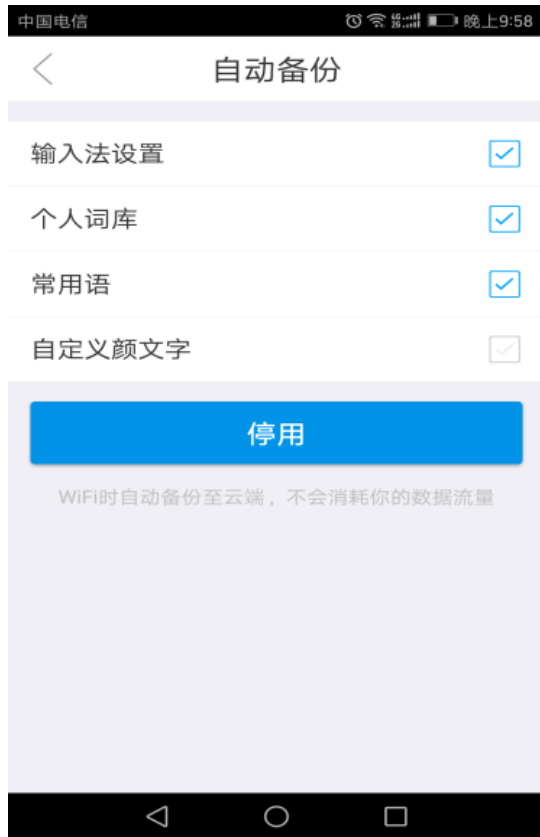 中国电信 晚上9:58
自动备份
输入法设置
个人词库
常用语
自定义颜文字
停用
WiFi时自动备份至云端，不会消耗你的数据流量